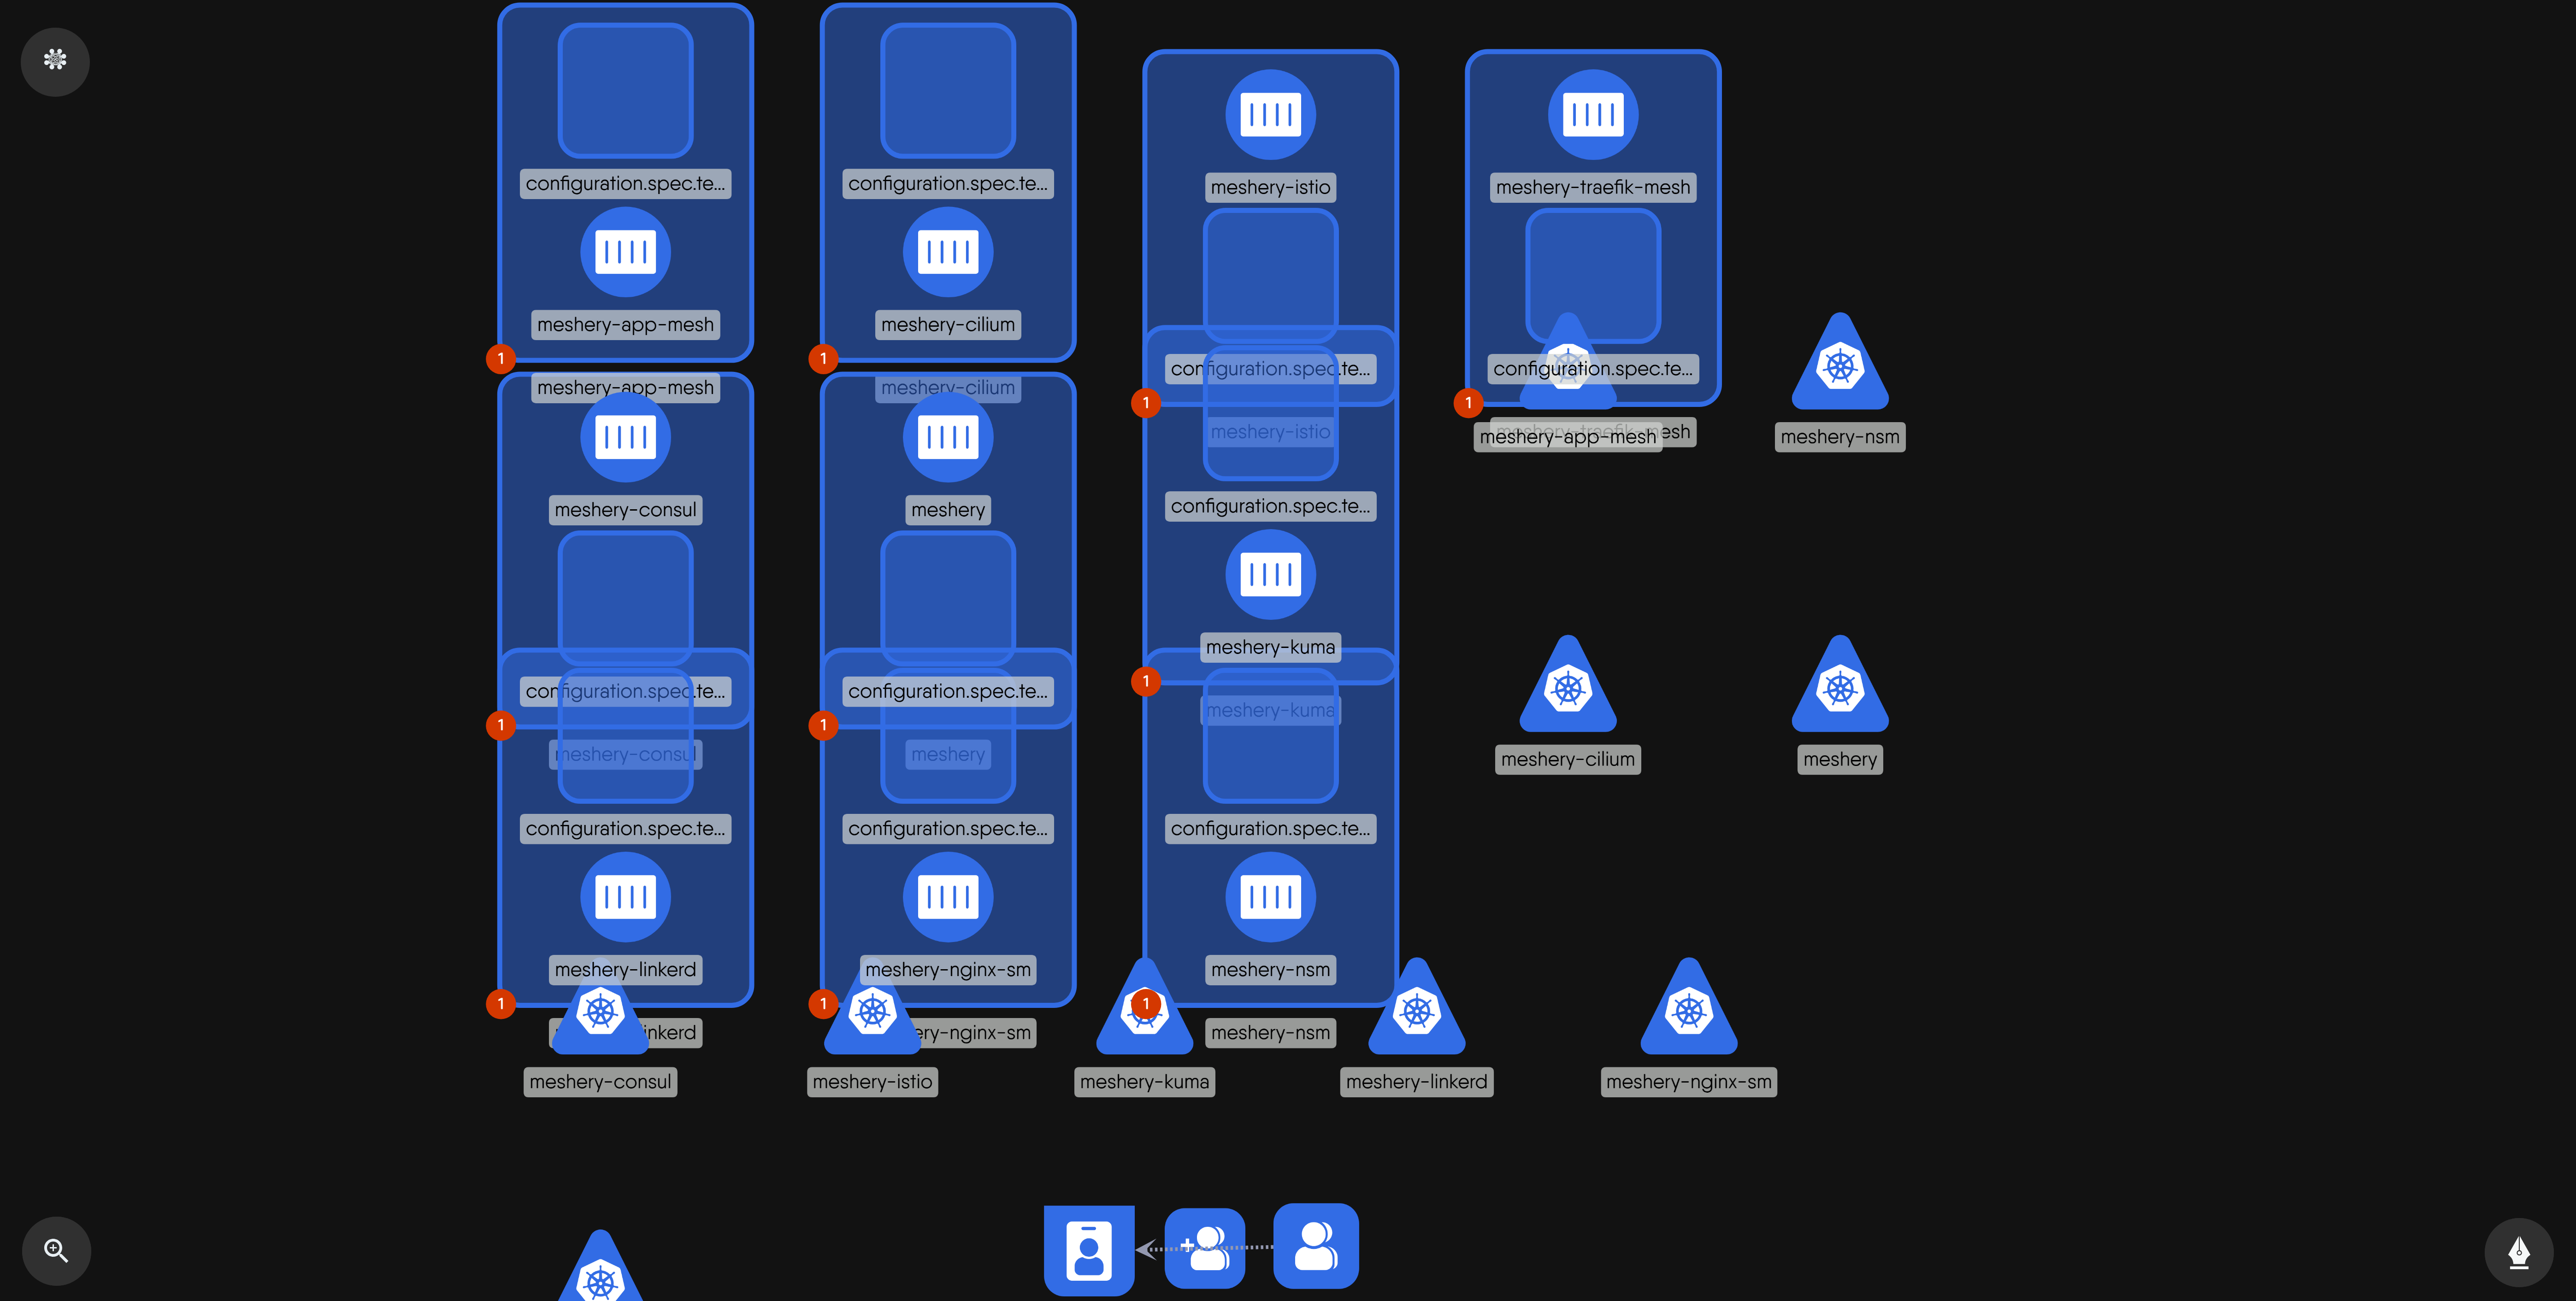 configuration.spec.te...
meshery-app-mesh
1
meshery-app-mesh
configuration.spec.te...
meshery-cilium
1
meshery-cilium
meshery-istio
configuration.spec.te...
1
meshery-istio
meshery-traefik-mesh
configuration.spec.te...
1
meshery-app-mesh
esh
meshery-nsm
meshery-consul
configuration.spec.te...
1
meshery-consul
configuration.spec.te...
meshery-linkerd
1
inkerd
meshery-consul
meshery
configuration.spec.te...
1
meshery
configuration.spec.te...
meshery-nginx-sm
1
ery-nginx-sm
meshery-istio
configuration.spec.te...
meshery-kuma
1
meshery-kuma
configuration.spec.te...
meshery-nsm
1
meshery-nsm
meshery-kuma
meshery-cilium
meshery
meshery-linkerd
meshery-nginx-sm